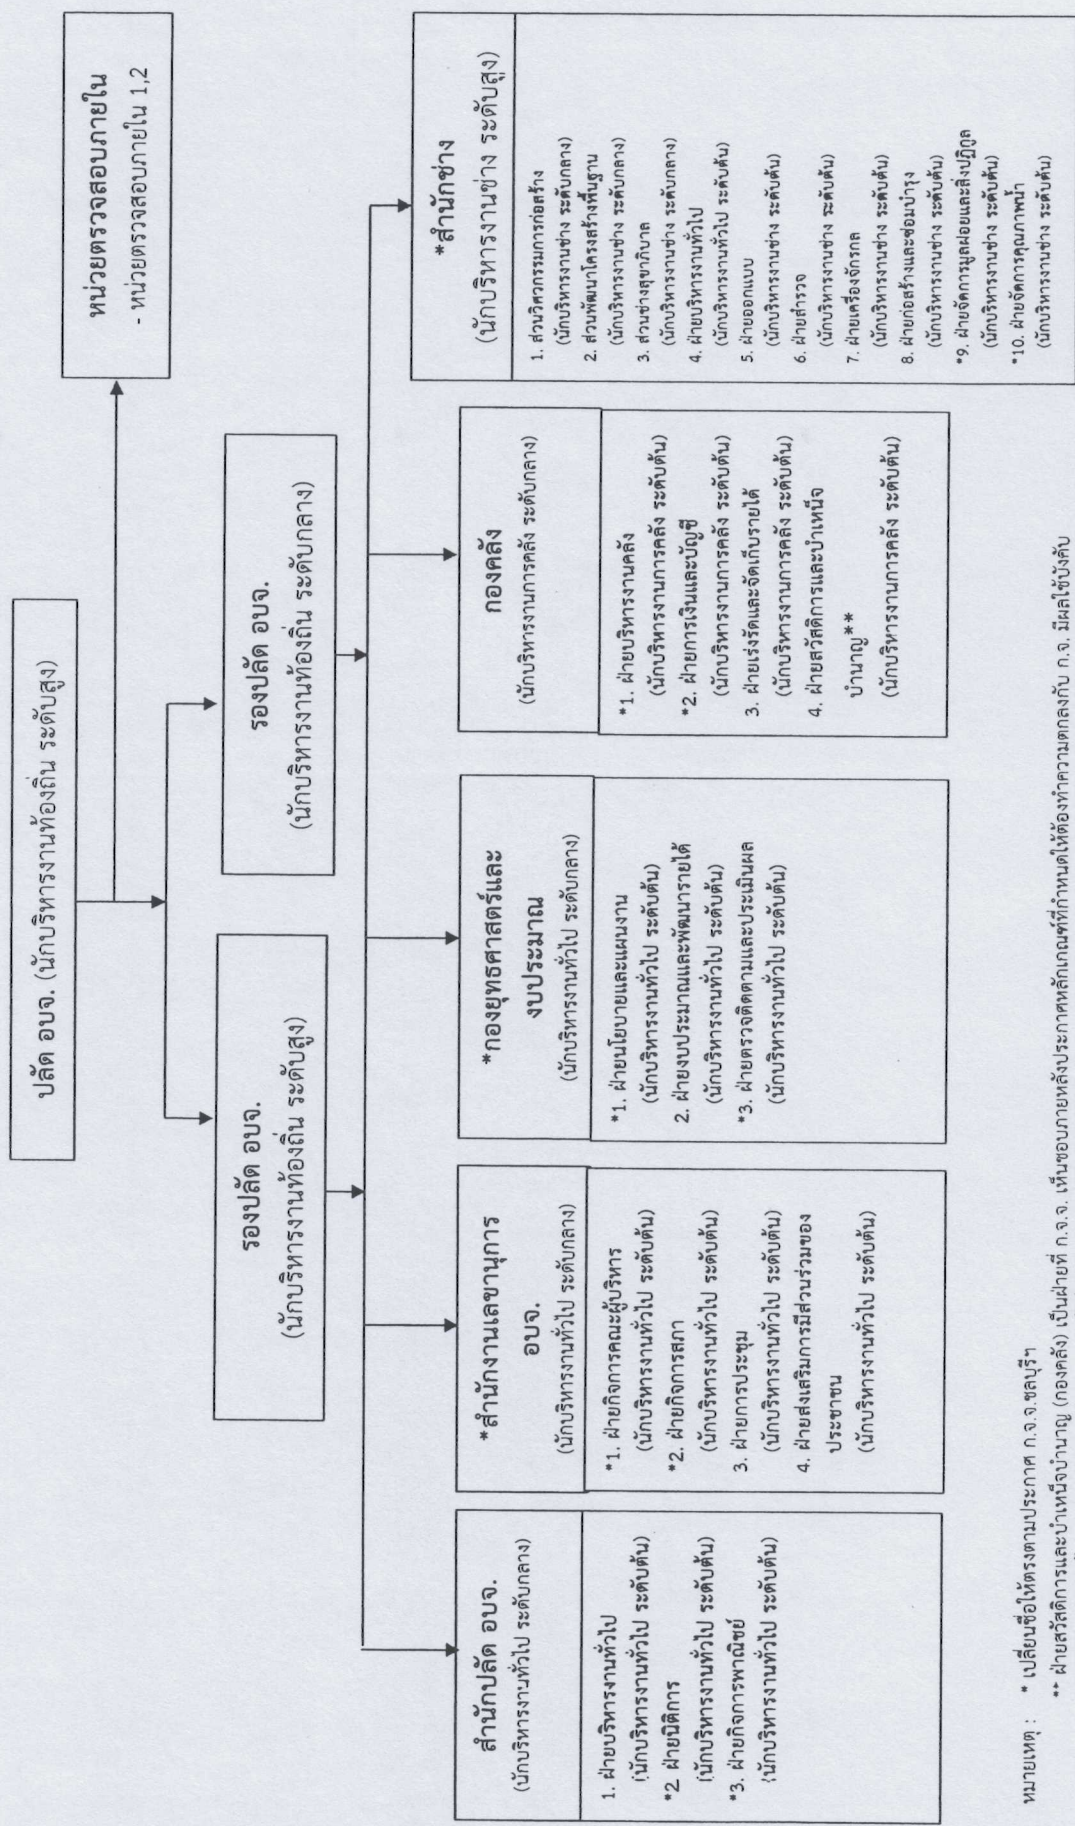 ปลัด อบจ. (นักบริหารงานท้องถิ่น ระดับสูง)
หน่วยตรวจสอบภายใน
- หน่วยตรวจสอบภายใน 1,2
รองปลัด อบจ.
(นักบริหารงานท้องถิ่น ระดับสูง)
รองปลัด อบจ.
(นักบริหารงานท้องถิ่น ระดับกลาง)
สำนักปลัด อบจ.
(นักบริหารงานทั่วไป ระดับกลาง)
1. ฝ่ายบริหารงานทั่วไป
(นักบริหารงานทั่วไป ระดับต้น)
*2 ฝ่ายนิติการ
(นักบริหารงานทั่วไป ระดับต้น)
*3. ฝ่ายกิจการพาณิชย์
(นักบริหารงานทั่วไป ระดับต้น)
*สำนักงานเลขานุการ
อบจ.
(นักบริหารงานทั่วไป ระดับกลาง)
*1. ฝ่ายกิจการคณะผู้บริหาร
(นักบริหารงานทั่วไป ระดับต้น)
*2. ฝ่ายกิจการสภา
(นักบริหารงานทั่วไป ระดับต้น)
3. ฝ่ายการประชุม
(นักบริหารงานทั่วไป ระดับต้น)
4. ฝ่ายส่งเสริมการมีส่วนร่วมของ
ประชาชน
(นักบริหารงานทั่วไป ระดับต้น)
*กองยุทธศาสตร์และ
งบประมาณ
(นักบริหารงานทั่วไป ระดับกลาง)
*1. ฝ่ายนโยบายและแผนงาน
(นักบริหารงานทั่วไป ระดับต้น)
2. ฝ่ายงบประมาณและพัฒนารายได้
(นักบริหารงานทั่วไป ระดับต้น)
*3. ฝ่ายตรวจติดตามและประเมินผล
(นักบริหารงานทั่วไป ระดับต้น)
กองคลัง
(นักบริหารงานการคลัง ระดับกลาง)
*1. ฝ่ายบริหารงานคลัง
(นักบริหารงานการคลัง ระดับต้น)
*2. ฝ่ายการเงินและบัญชี
(นักบริหารงานการคลัง ระดับต้น)
3. ฝ่ายเร่งรัดและจัดเก็บรายได้
(นักบริหารงานการคลัง ระดับต้น)
4. ฝ่ายสวัสดิการและบำเหน็จ
บำนาญ**
(นักบริหารงานการคลัง ระดับต้น)
*สำนักช่าง
(นักบริหารงานช่าง ระดับสูง)
1. ส่วนวิศวกรรมการก่อสร้าง
(นักบริหารงานช่าง ระดับกลาง)
2. ส่วนพัฒนาโครงสร้างพื้นฐาน
(นักบริหารงานช่าง ระดับกลาง)
3. ส่วนช่างสุขาภิบาล
(นักบริหารงานช่าง ระดับกลาง)
4. ฝ่ายบริหารงานทั่วไป
(นักบริหารงานทั่วไป ระดับต้น)
5. ฝ่ายออกแบบ
(นักบริหารงานช่าง ระดับต้น)
6. ฝ่ายสำรวจ
(นักบริหารงานช่าง ระดับต้น)
7. ฝ่ายเครื่องจักรกล
(นักบริหารงานช่าง ระดับต้น)
8. ฝ่ายก่อสร้างและซ่อมบำรุง
(นักบริหารงานช่าง ระดับต้น)
*9. ฝ่ายจัดการมูลฝอยและสิ่งปฏิกูล
(นักบริหารงานช่าง ระดับต้น)
*10. ฝ่ายจัดการคุณภาพน้ำ
(นักบริหารงานช่าง ระดับต้น)
หมายเหตุ : * เปลี่ยนชื่อให้ตรงตามประกาศ ก.จ.จ.ชลบุรีฯ
** ฝ่ายสวัสดิการและบำเหน็จบำนาญ (กองคลัง) เป็นฝ่ายที่ ก.จ.จ. เห็นชอบภายหลังประกาศหลักเกณฑ์ที่กำหนดให้ต้องทำความตกลงกับ ก.จ. มีผลใช้บังคับ